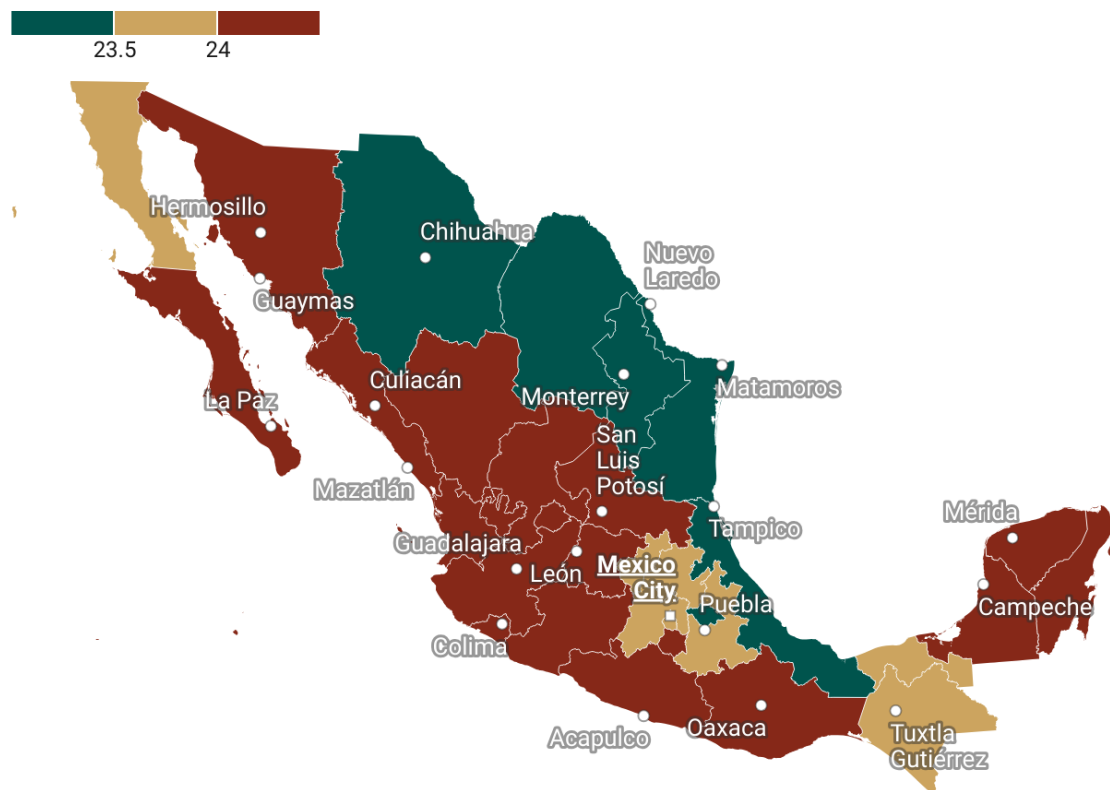 23.5
24
Hermosillo
Chihuahua
Nuevo
Laredo
Guaymas
Culiacán
Monterrey
Matamoros
La Paz
San
Luis
Potosí
Mazatlán
Tampico
Mérida
Guadalajara
León
Mexico
City
Puebla
Campeche
Colima
Acapulco
Oaxaca
Tuxtla
Gutiérrez